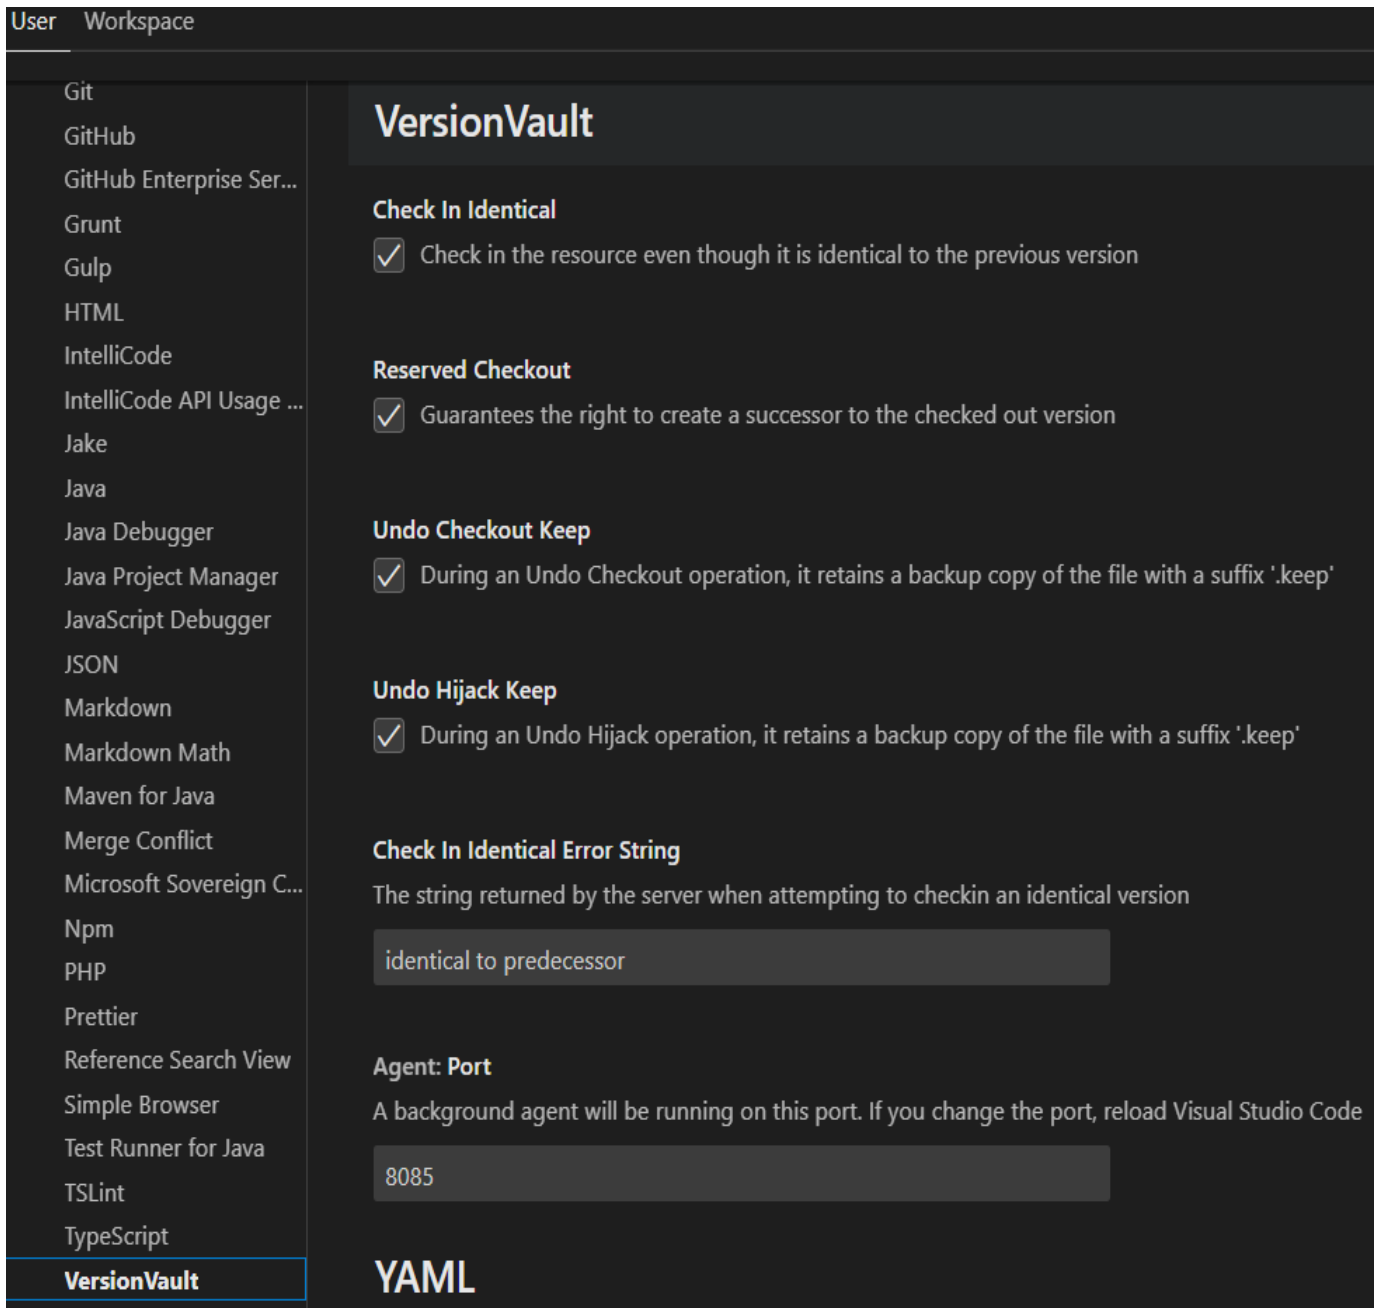 User Workspace
Git
GitHub
GitHub Enterprise Ser...
Grunt
Gulp
HTML
IntelliCode
IntelliCode API Usage ...
Jake
Java
Java Debugger
Java Project Manager
JavaScript Debugger
JSON
Markdown
Markdown Math
Maven for Java
Merge Conflict
Microsoft Sovereign C...
Npm
PHP
Prettier
Reference Search View
Simple Browser
Test Runner for Java
TSLint
TypeScript
VersionVault
VersionVault
Check In Identical
Check in the resource even though it is identical to the previous version
Reserved Checkout
Guarantees the right to create a successor to the checked out version
Undo Checkout Keep
During an Undo Checkout operation, it retains a backup copy of the file with a suffix '.keep'
Undo Hijack Keep
During an Undo Hijack operation, it retains a backup copy of the file with a suffix '.keep'
Check In Identical Error String
The string returned by the server when attempting to checkin an identical version
identical to predecessor
Agent: Port
A background agent will be running on this port. If you change the port, reload Visual Studio Code
8085
YAML